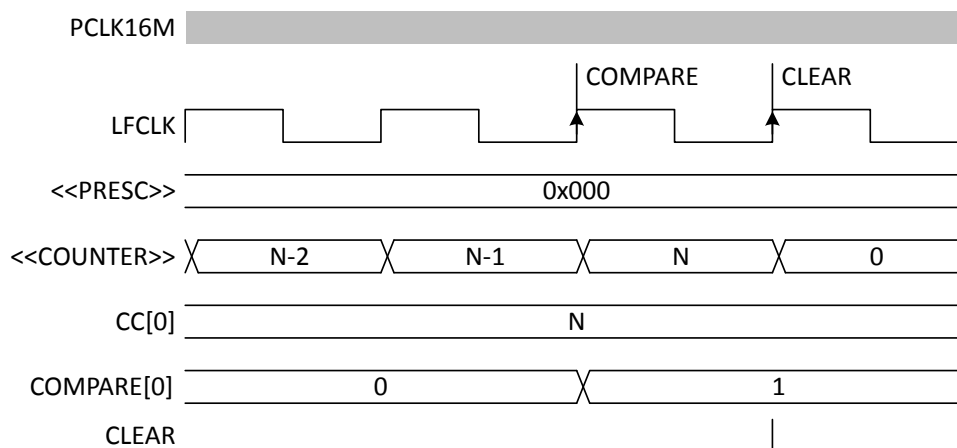 PCLK16M
COMPARE CLEAR
LFCLK
<<PRESC>> 0x000
<<COUNTER>> N-2 N-1 N 0
CC[0] N
COMPARE[0] 0 1
CLEAR